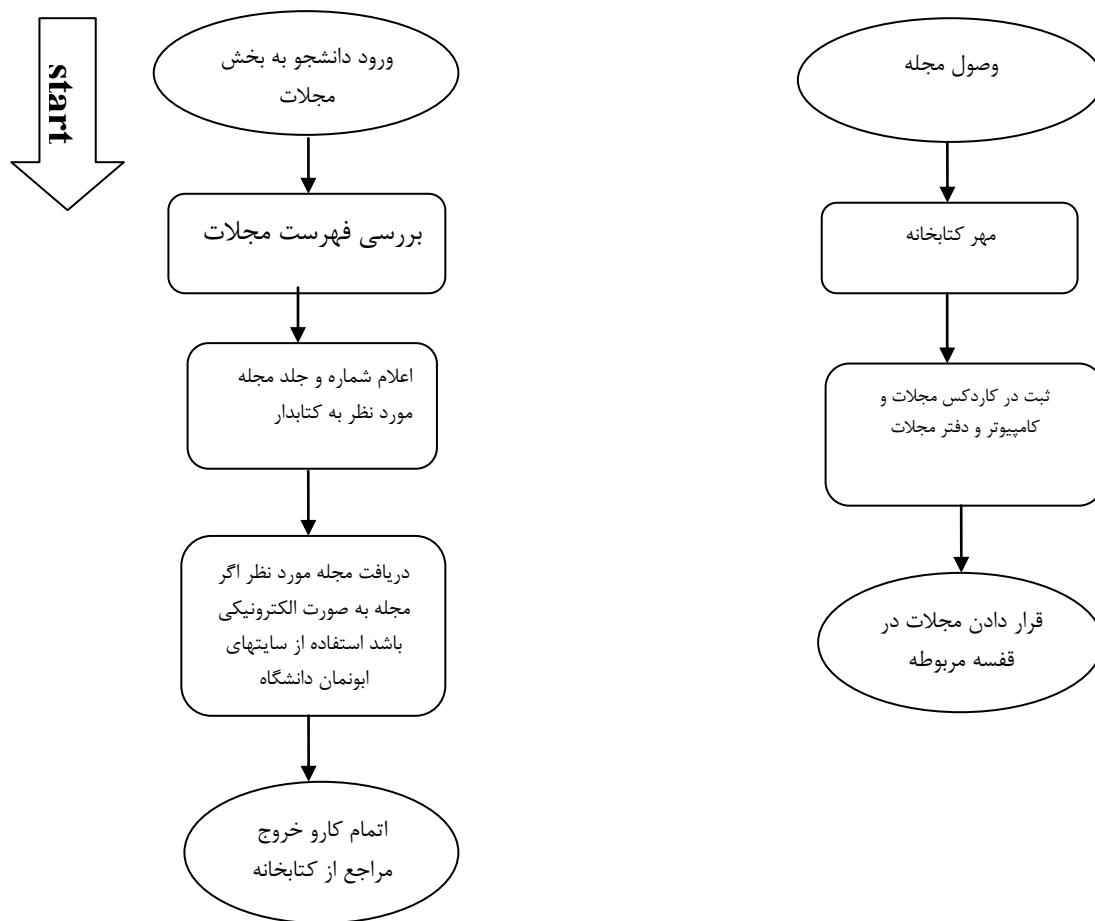 start
ورود دانشجو به بخش
مجلات
بررسی فهرست مجلات
اعلام شماره و جلد مجله
مورد نظر به کتابدار
دریافت مجله مورد نظر اگر
مجله به صورت الکترونیکی
باشد استفاده از سایتهای
ابونمان دانشگاه
اتمام کارو خروج
مراجع از کتابخانه
وصول مجله
مهر کتابخانه
ثبت در کاردکس مجلات و
کامپیوتر و دفتر مجلات
قرار دادن مجلات در
قفسه مربوطه